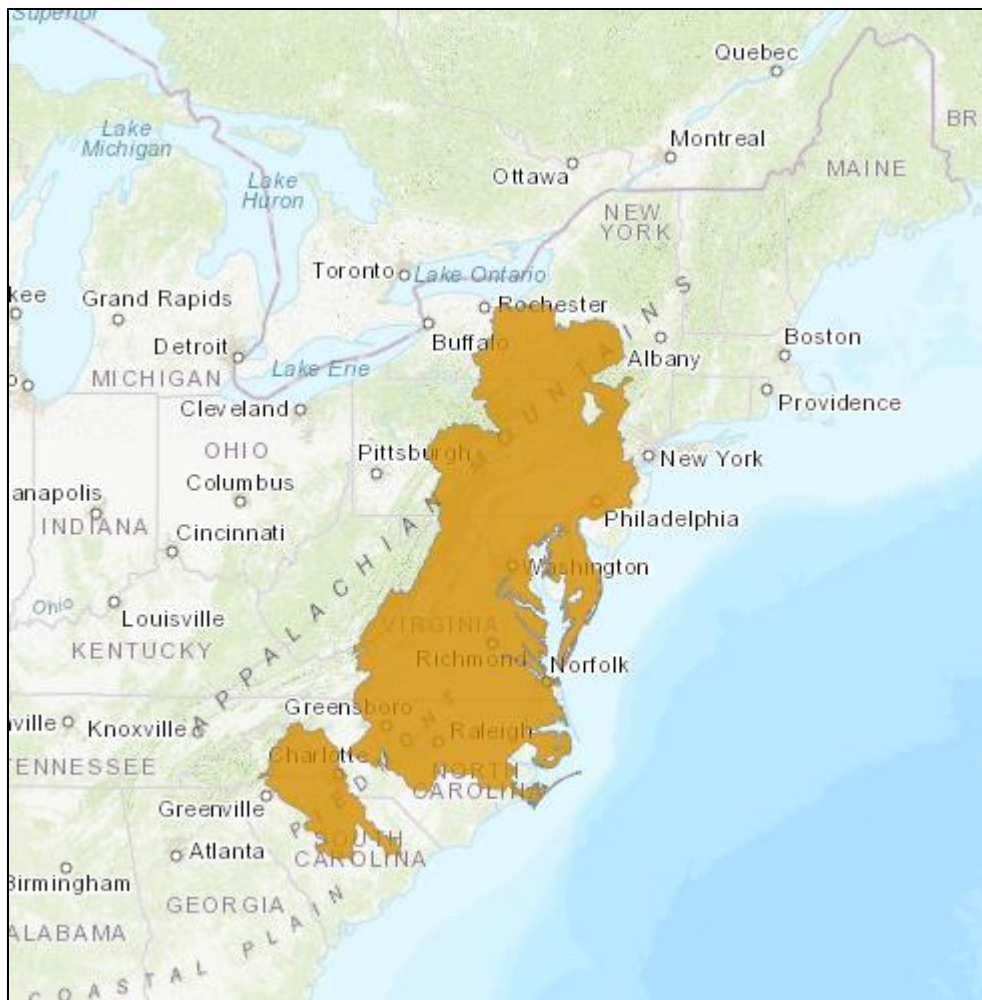 Superior
Quebec
Lake
Michigan
Montreal
BR
MAINE
Ottawa
Lake
Huron
NEW
YORK
Toronto
Lake Ontario
kee
Grand Rapids
Rochester
Buffalo
Albany
Boston
Detroit
Lake Erie
MICHIGAN
Providence
Cleveland
OHIO
Pittsburgh
New York
Columbus
anapolis
INDIANA
Philadelphia
Cincinnati
Washington
APPALACHIAN MOUNTAINS
Ohio
Louisville
VIRGINIA
KENTUCKY
Richmond
Norfolk
Greensboro
ville
Knoxville
Raleigh
Charlotte
TENNESSEE
NORTH
CAROLINA
Greenville
PIEDMONT
SOUTH
CAROLINA
Atlanta
Birmingham
GEORGIA
ALABAMA
COASTAL PLAIN